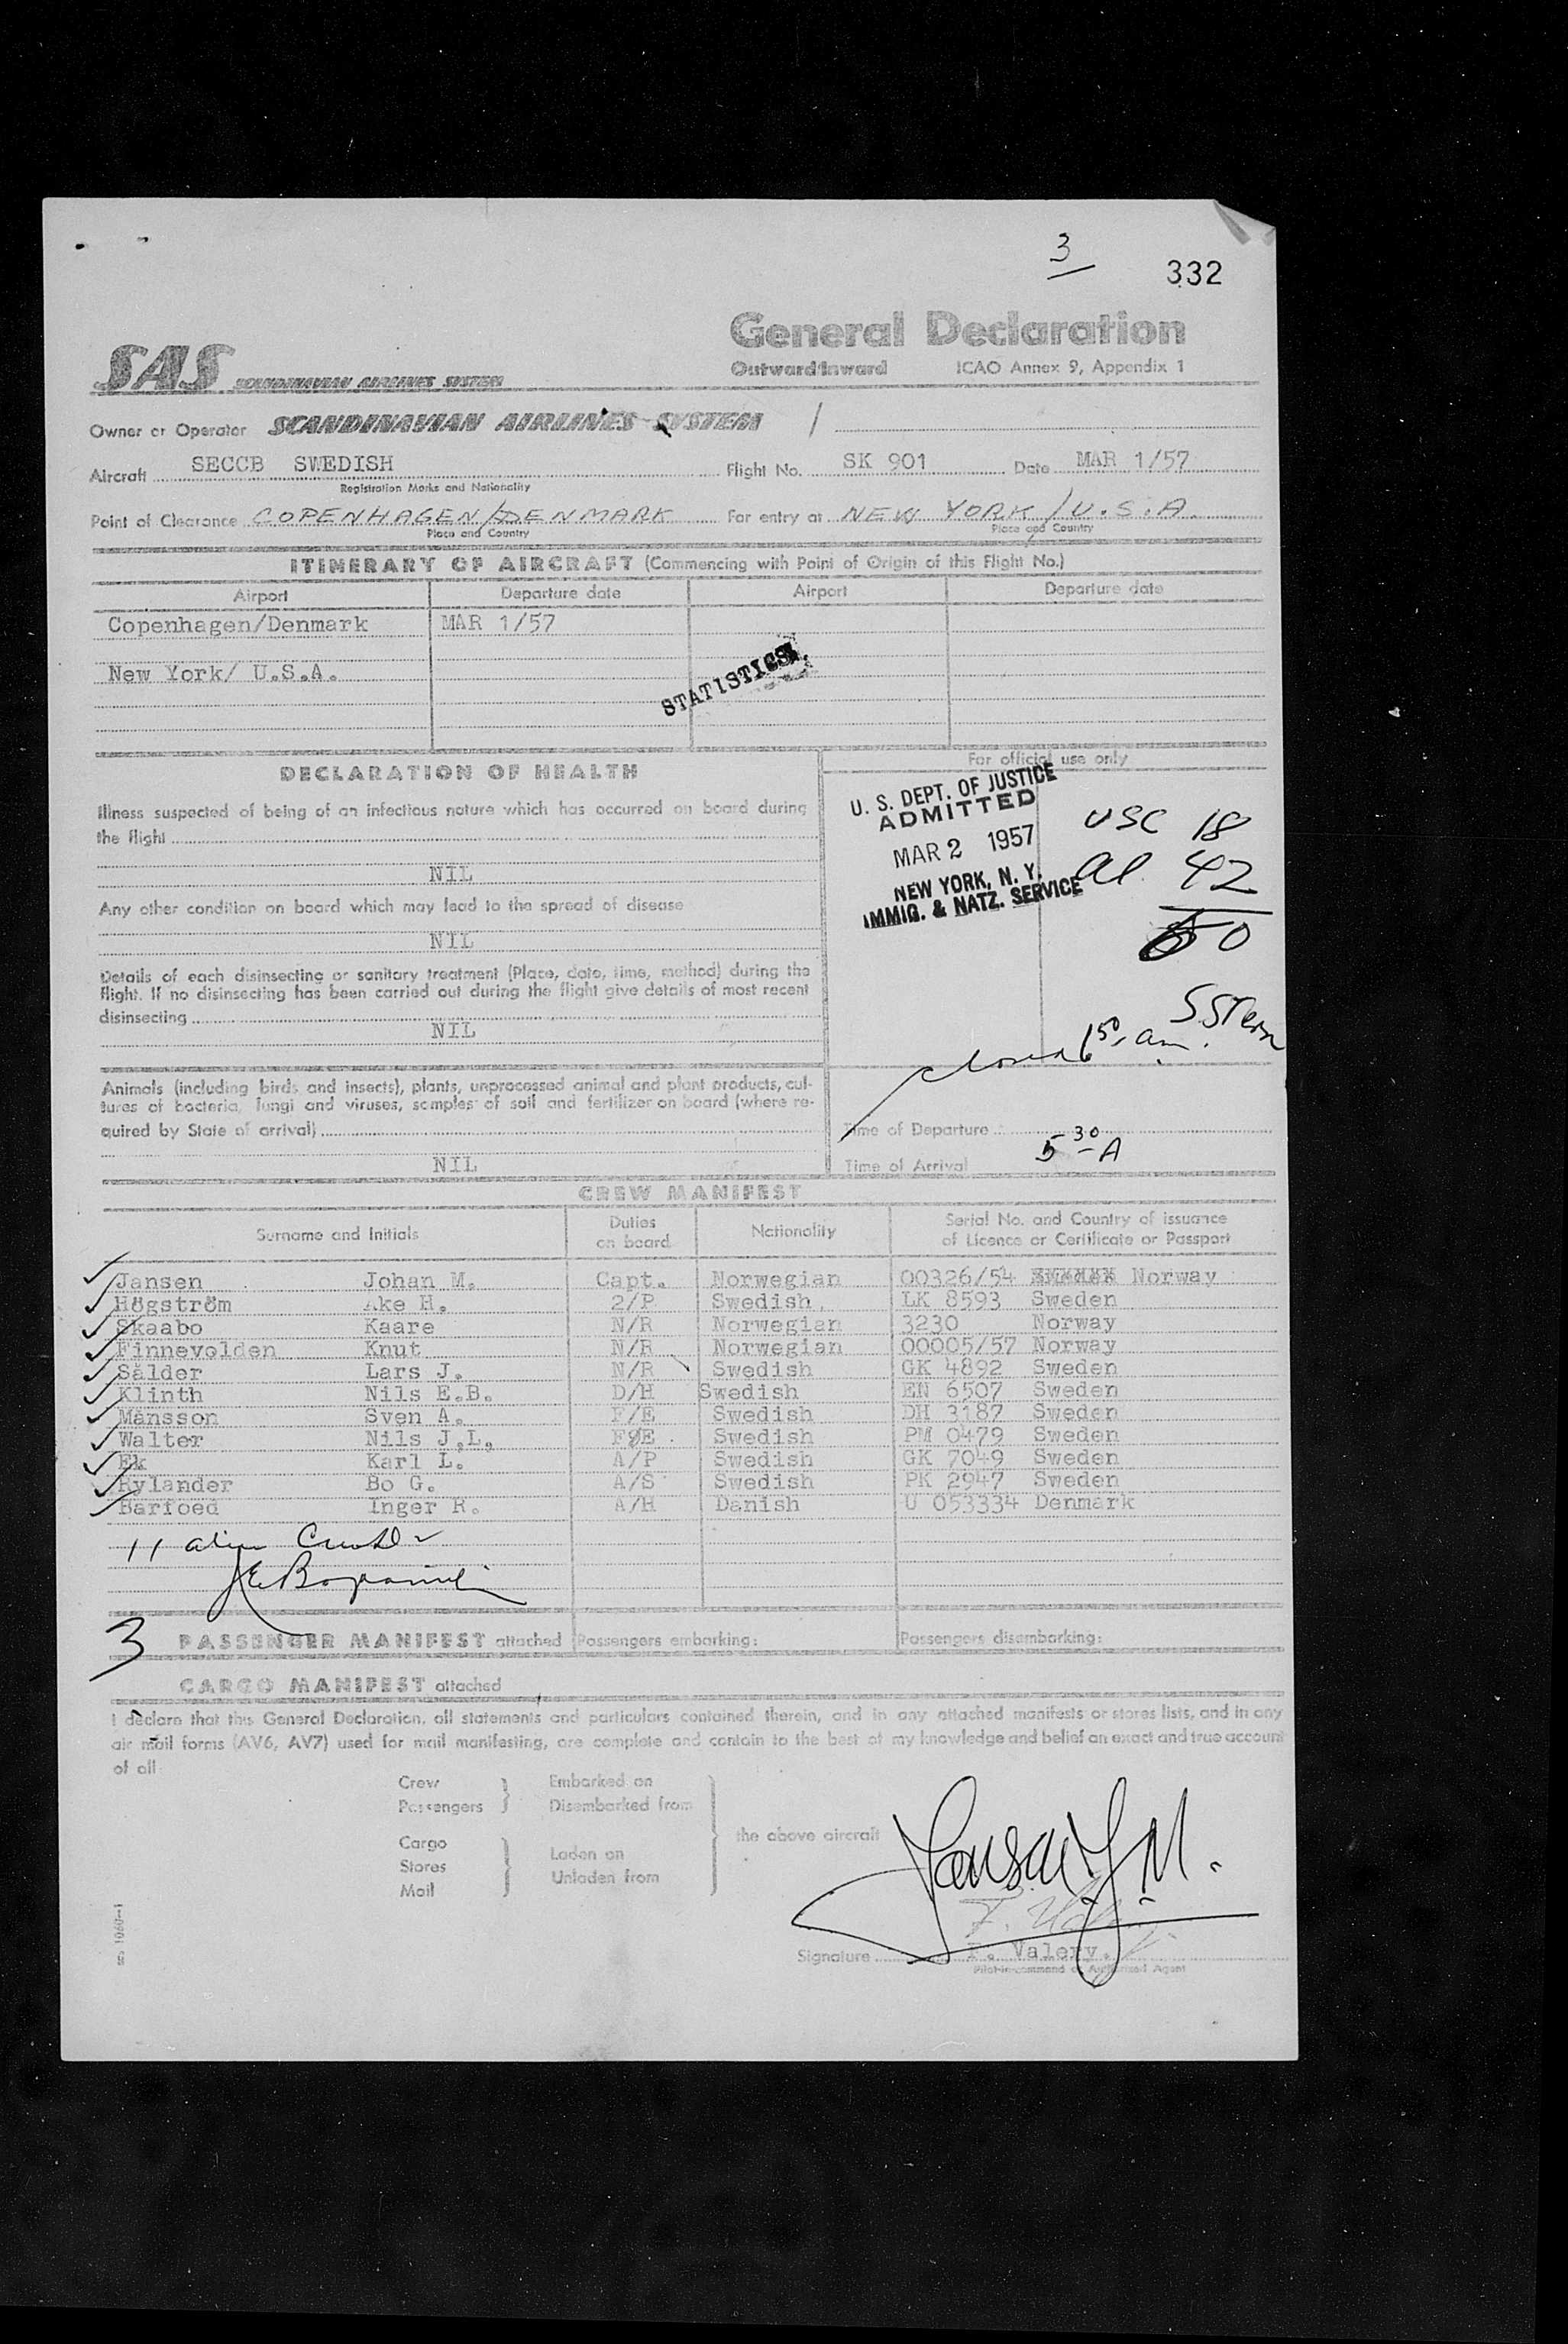 3
332
General Declaration
Outward/Inward ICAO Annex 9, Appendix 1
SAS SCANDINAVIAN AIRLINES SYSTEM
Owner or Operator SCANDINAVIAN AIRLINES SYSTEM /
Aircraft SECCB SWEDISH Flight No. SK 901 Date MAR 1/57
Registration Marks and Nationality
Point of Clearance COPENHAGEN/DENMARK For entry at NEW YORK/U.S.A.
Place and Country Place and Country
ITINERARY OF AIRCRAFT (Commencing with Point of Origin of this Flight No.)
Airport Departure date Airport Departure date
Copenhagen/Denmark MAR 1/57
New York/ U.S.A.
STATISTICS
DECLARATION OF HEALTH
Illness suspected of being of an infectious nature which has occurred on board during
the flight
NIL
Any other condition on board which may lead to the spread of disease
NIL
Details of each disinsecting or sanitary treatment (Place, date, time, method) during the
flight. If no disinsecting has been carried out during the flight give details of most recent
disinsecting
NIL
Animals (including birds and insects), plants, unprocessed animal and plant products, cul-
tures of bacteria, fungi and viruses, samples of soil and fertilizer on board (where re-
quired by State of arrival)
NIL
For official use only
U. S. DEPT. OF JUSTICE
ADMITTED
MAR 2 1957
NEW YORK, N. Y.
IMMIG. & NATZ. SERVICE
USC 18
al. 42
60
S. Stern
closed 6 50 am.
Time of Departure
Time of Arrival 5 30 A
CREW MANIFEST
Surname and Initials Duties on board Nationality Serial No. and Country of issuance of Licence or Certificate or Passport
Jansen Johan M. Capt. Norwegian 00326/54 Norway
Högström Ake H. 2/P Swedish LK 8593 Sweden
Skaabo Kaare N/R Norwegian 3230 Norway
Finnevolden Knut N/R Norwegian 00005/57 Norway
Sälder Lars J. N/R Swedish GK 4892 Sweden
Klinth Nils E.B. D/H Swedish EN 6507 Sweden
Månsson Sven A. F/E Swedish DH 3187 Sweden
Walter Nils J.L. F/E Swedish PM 0479 Sweden
Ek Karl L. A/P Swedish GK 7049 Sweden
Rylander Bo G. A/S Swedish PK 2947 Sweden
Barfoed Inger R. A/H Danish U 053334 Denmark
11 alien
3 PASSENGER MANIFEST attached Passengers embarking: Passengers disembarking:
CARGO MANIFEST attached
I declare that this General Declaration, all statements and particulars contained therein, and in any attached manifests or stores lists, and in any
air mail forms (AV6, AV7) used for mail manifesting, are complete and contain to the best of my knowledge and belief an exact and true account
of all
Crew Embarked on
Passengers Disembarked from
the above aircraft
Cargo
Stores
Mail
Laden on
Unladen from
Jansen J M.
Signature F. Valery.
Pilot-in-command or Authorized Agent